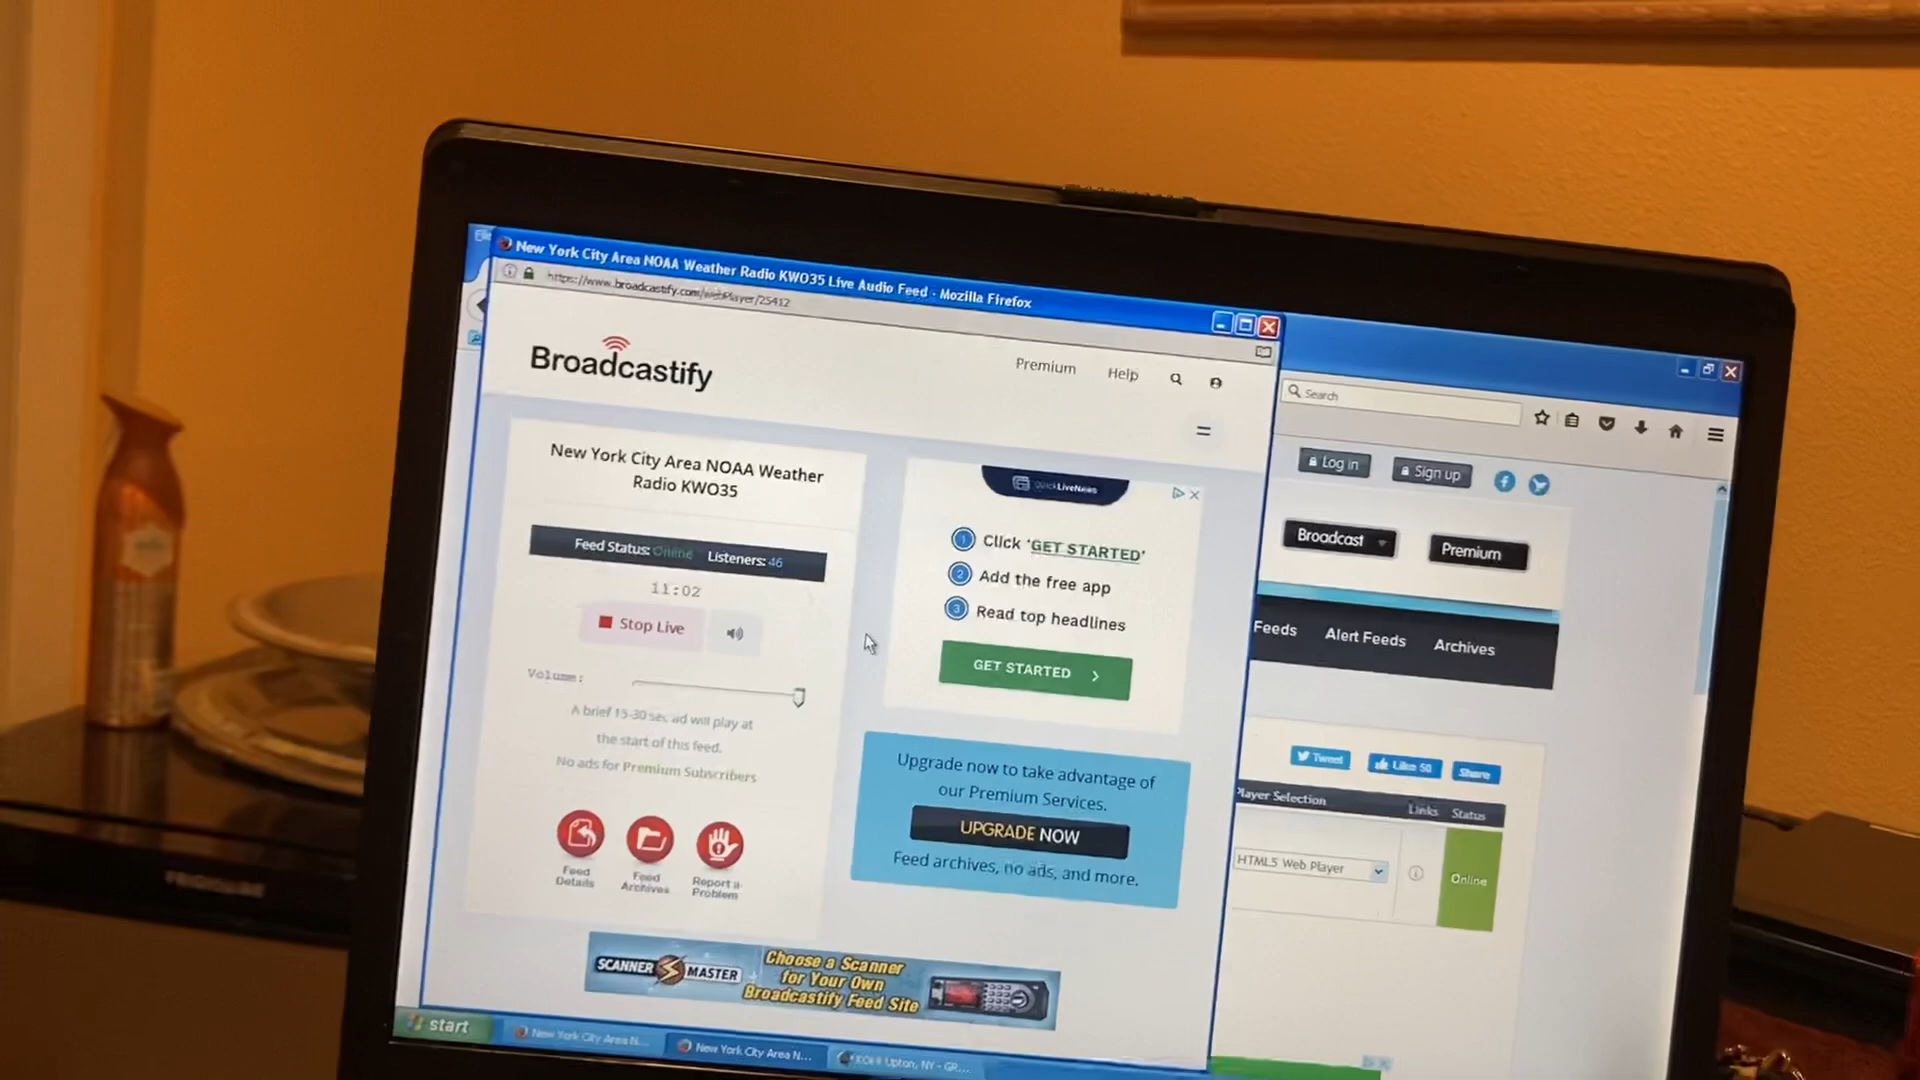 New York City Area NOAA Weather Radio KWO35 Live Audio Feed - Mozilla Firefox
https://www.broadcastify.com/webPlayer/25412
Search
Broadcastify
Premium Help
Log in Sign up
New York City Area NOAA Weather
Radio KWO35
Feed Status: Online Listeners: 46
11:02
Stop Live
Volume:
A brief 15-30 sec ad will play at
the start of this feed.
No ads for Premium Subscribers
Feed
Details
Feed
Archives
Report a
Problem
QuickLiveNews
1 Click 'GET STARTED'
2 Add the free app
3 Read top headlines
GET STARTED
Upgrade now to take advantage of
our Premium Services.
UPGRADE NOW
Feed archives, no ads, and more.
Broadcast Premium
Feeds Alert Feeds Archives
Tweet Like 50 Share
Player Selection Links Status
HTML5 Web Player
Online
SCANNER MASTER
Choose a Scanner
for Your Own
Broadcastify Feed Site
start
New York City Area N...
New York City Area N...
Upton, NY - GR...